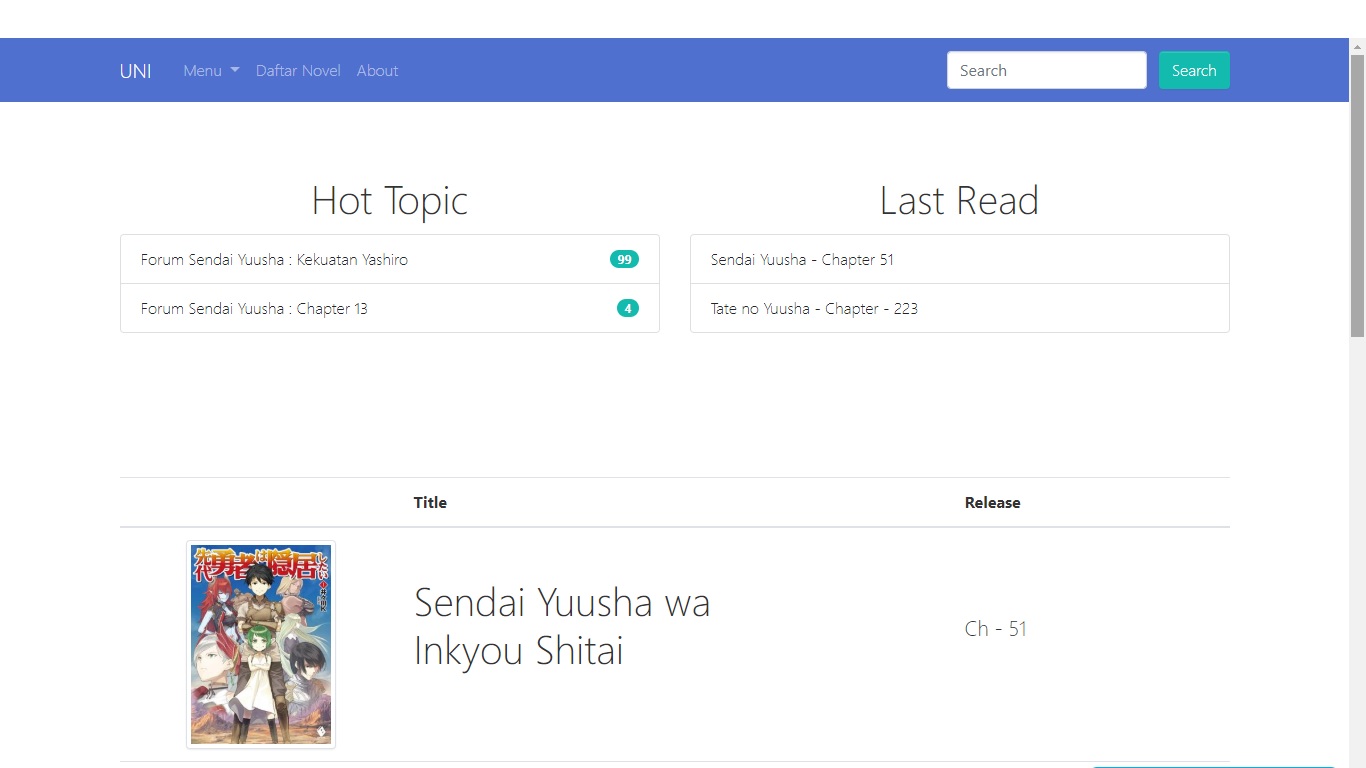 UNI Menu Daftar Novel About Search Search
Hot Topic
Forum Sendai Yuusha : Kekuatan Yashiro 99
Forum Sendai Yuusha : Chapter 13 4
Last Read
Sendai Yuusha - Chapter 51
Tate no Yuusha - Chapter - 223
Title Release
先代勇者は隠居したい
Sendai Yuusha wa
Inkyou Shitai
Ch - 51